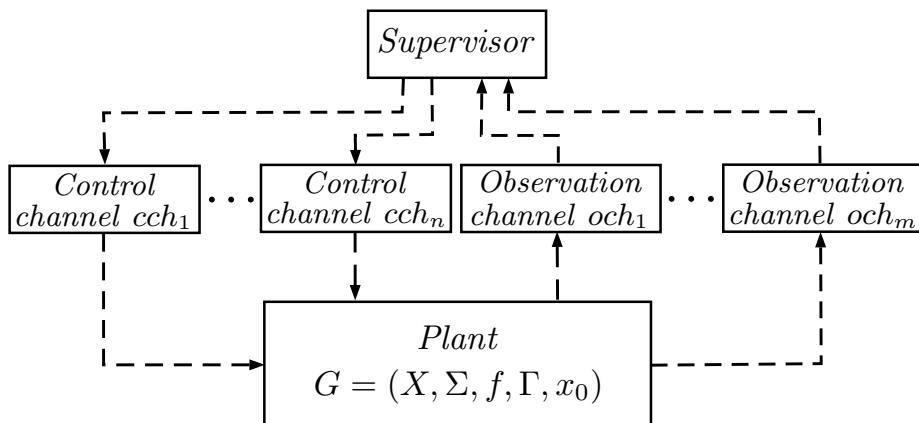 Supervisor
Control
channel cch₁
. . .
Control
channel cchₙ
Observation
channel och₁
. . .
Observation
channel ochₘ
Plant
G = (X, Σ, f, Γ, x₀)